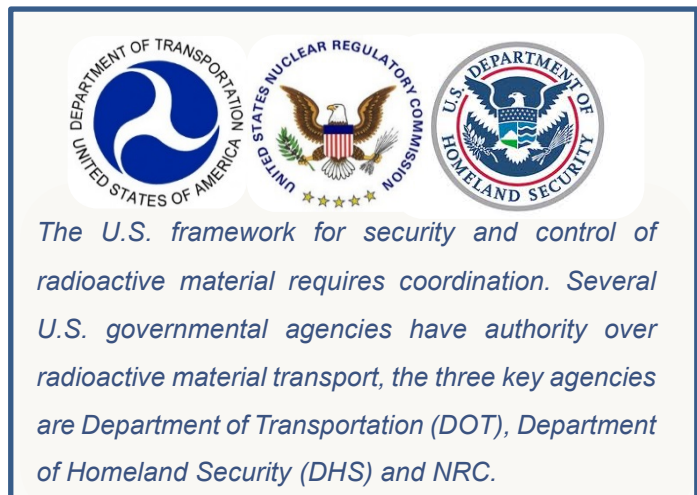 DEPARTMENT OF TRANSPORTATION
UNITED STATES OF AMERICA
UNITED STATES NUCLEAR REGULATORY COMMISSION
U.S. DEPARTMENT OF
HOMELAND SECURITY
The U.S. framework for security and control of
radioactive material requires coordination. Several
U.S. governmental agencies have authority over
radioactive material transport, the three key agencies
are Department of Transportation (DOT), Department
of Homeland Security (DHS) and NRC.